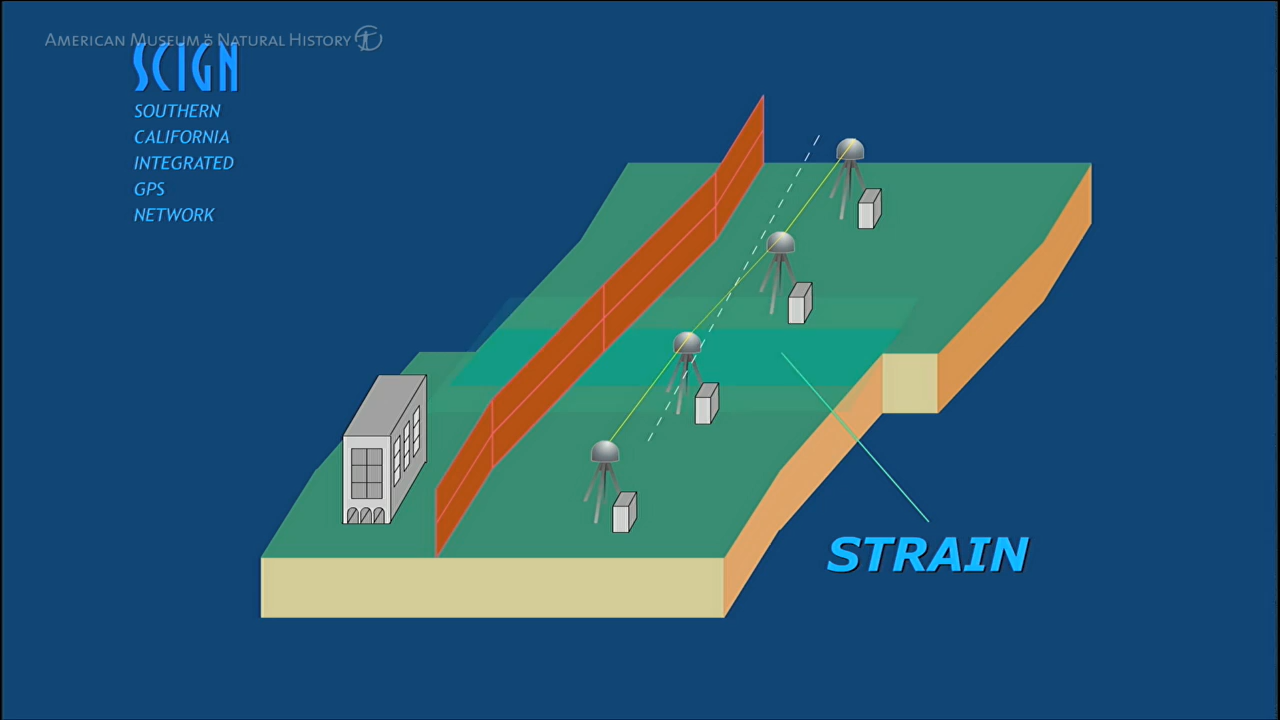 AMERICAN MUSEUM OF NATURAL HISTORY
SCIGN
SOUTHERN
CALIFORNIA
INTEGRATED
GPS
NETWORK
STRAIN